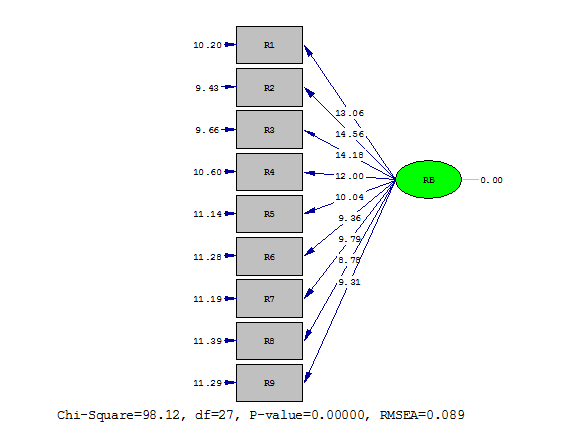 10.20 R1
9.43 R2
13.06
9.66 R3
14.56
14.18
10.60 R4
12.00
RB 0.00
11.14 R5
10.04
9.36
11.28 R6
9.79
8.78
11.19 R7
9.31
11.39 R8
11.29 R9
Chi-Square=98.12, df=27, P-value=0.00000, RMSEA=0.089